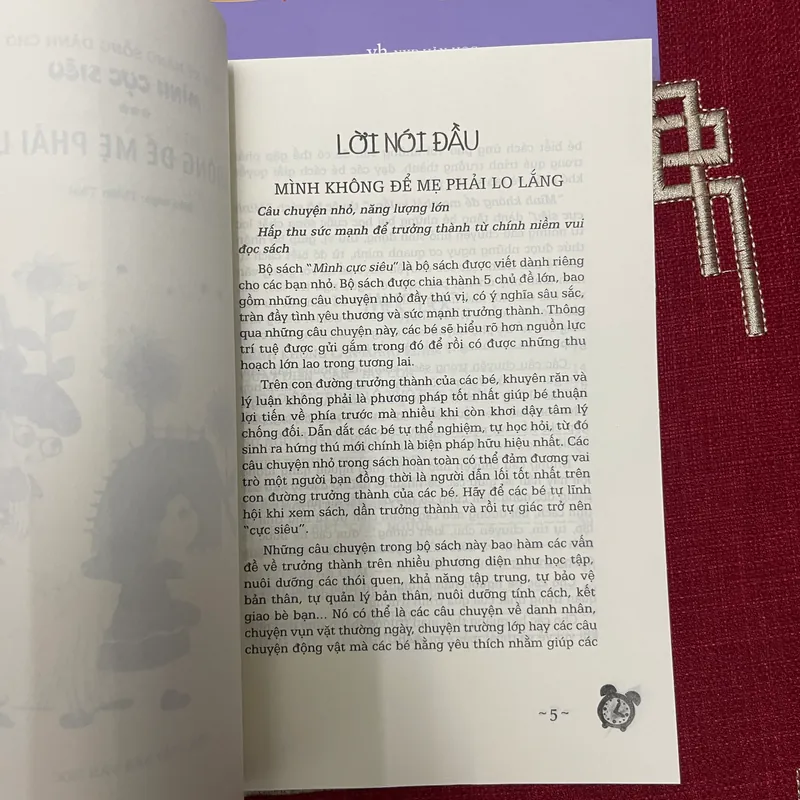 LỜI NÓI ĐẦU
MÌNH KHÔNG ĐỂ MẸ PHẢI LO LẮNG
Câu chuyện nhỏ, năng lượng lớn
Hấp thu sức mạnh để trưởng thành từ chính niềm vui
đọc sách
Bộ sách "Mình cực siêu" là bộ sách được viết dành riêng
cho các bạn nhỏ. Bộ sách được chia thành 5 chủ đề lớn, bao
gồm những câu chuyện nhỏ đầy thú vị, có ý nghĩa sâu sắc,
tràn đầy tình yêu thương và sức mạnh trưởng thành. Thông
qua những câu chuyện này, các bé sẽ hiểu rõ hơn nguồn lực
trí tuệ được gửi gắm trong đó để rồi có được những thu
hoạch lớn lao trong tương lai.
Trên con đường trưởng thành của các bé, khuyên răn và
lý luận không phải là phương pháp tốt nhất giúp bé thuận
lợi tiến về phía trước mà nhiều khi còn khơi dậy tâm lý
chống đối. Dẫn dắt các bé tự thể nghiệm, tự học hỏi, từ đó
sinh ra hứng thú mới chính là biện pháp hữu hiệu nhất. Các
câu chuyện nhỏ trong sách hoàn toàn có thể đảm đương vai
trò một người bạn đồng thời là người dẫn lối tốt nhất trên
con đường trưởng thành của các bé. Hãy để các bé tự lĩnh
hội khi xem sách, dần trưởng thành và rồi tự giác trở nên
"cực siêu".
Những câu chuyện trong bộ sách này bao hàm các vấn
đề về trưởng thành trên nhiều phương diện như học tập,
nuôi dưỡng các thói quen, khả năng tập trung, tự bảo vệ
bản thân, tự quản lý bản thân, nuôi dưỡng tính cách, kết
giao bè bạn... Nó có thể là các câu chuyện về danh nhân,
chuyện vụn vặt thường ngày, chuyện trường lớp hay các câu
chuyện động vật mà các bé hằng yêu thích nhằm giúp các
~5~